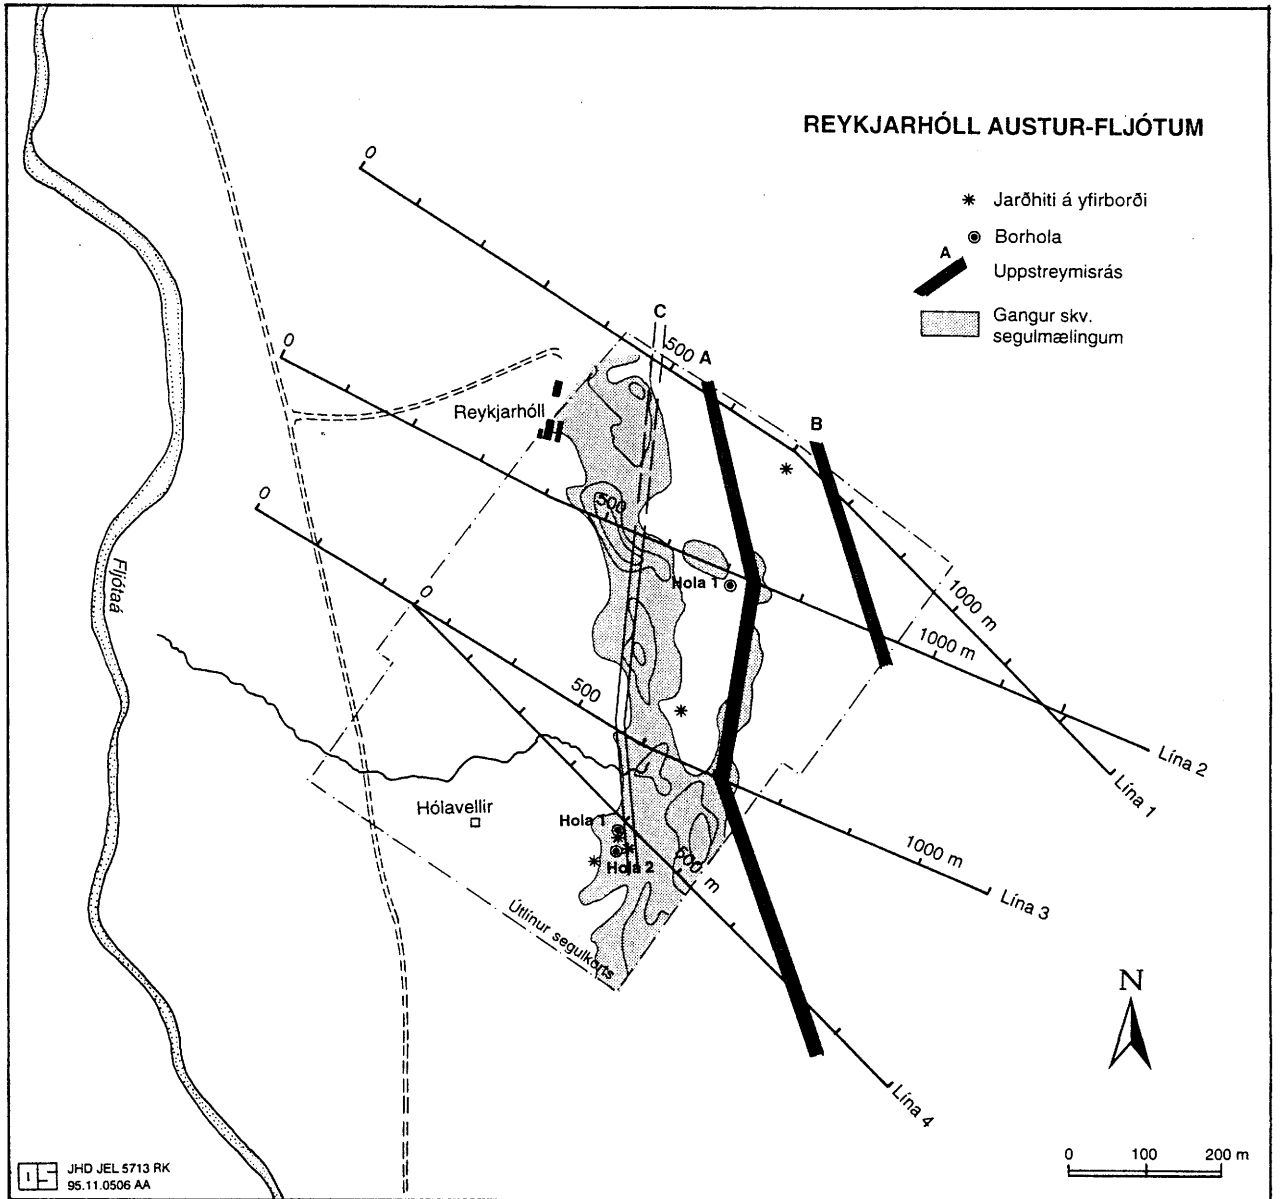 REYKJARHÓLL AUSTUR-FLJÓTUM
Jarðhiti á yfirborði
Borhola
A
Uppstreymisrás
Gangur skv.
segulmælingum
0
C
500
A
B
0
Reykjarhóll
0
500
Hola 1
Fljótaá
0
1000 m
1000 m
500
Lína 2
Lína 1
Hólavellir
Hola 1
Hola 2
600 m
1000 m
Lína 3
Útlínur segulkorts
N
Lína 4
0 100 200 m
JHD JEL 5713 RK
95.11.0506 AA